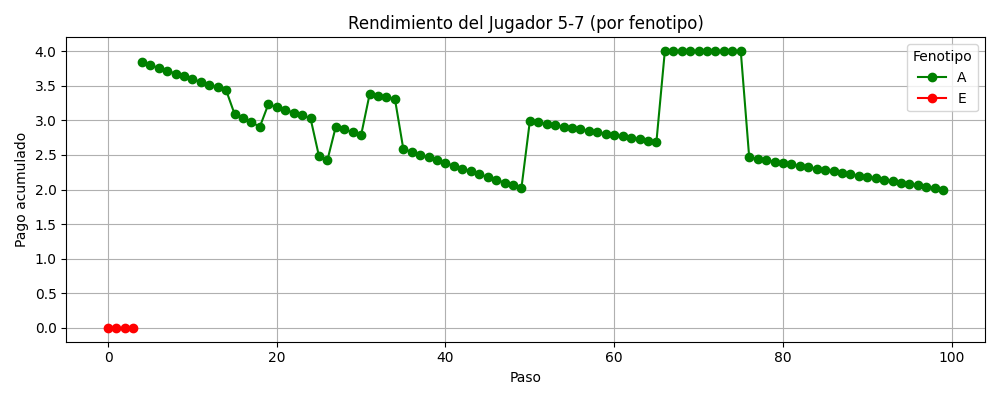 Rendimiento del Jugador 5-7 (por fenotipo)
Pago acumulado
4.0
3.5
3.0
2.5
2.0
1.5
1.0
0.5
0.0
Fenotipo
A
E
0 20 40 60 80 100
Paso